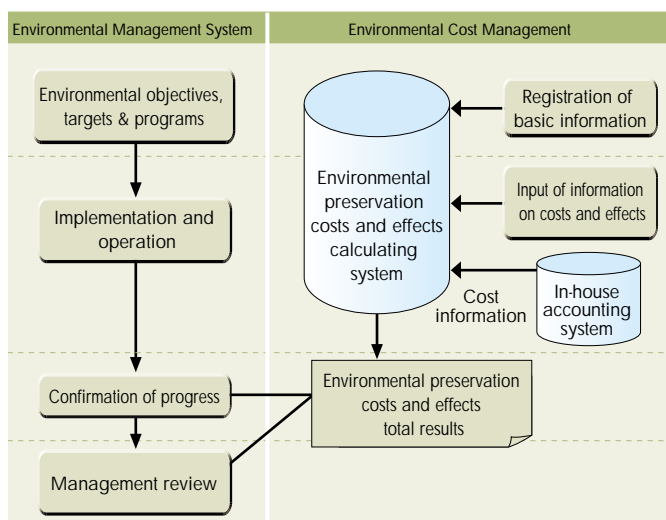 Environmental Management System
Environmental Cost Management
Environmental objectives,
targets & programs
Implementation and
operation
Confirmation of progress
Management review
Environmental
preservation
costs and effects
calculating
system
Registration of
basic information
Input of information
on costs and effects
Cost
information
In-house
accounting
system
Environmental preservation
costs and effects
total results